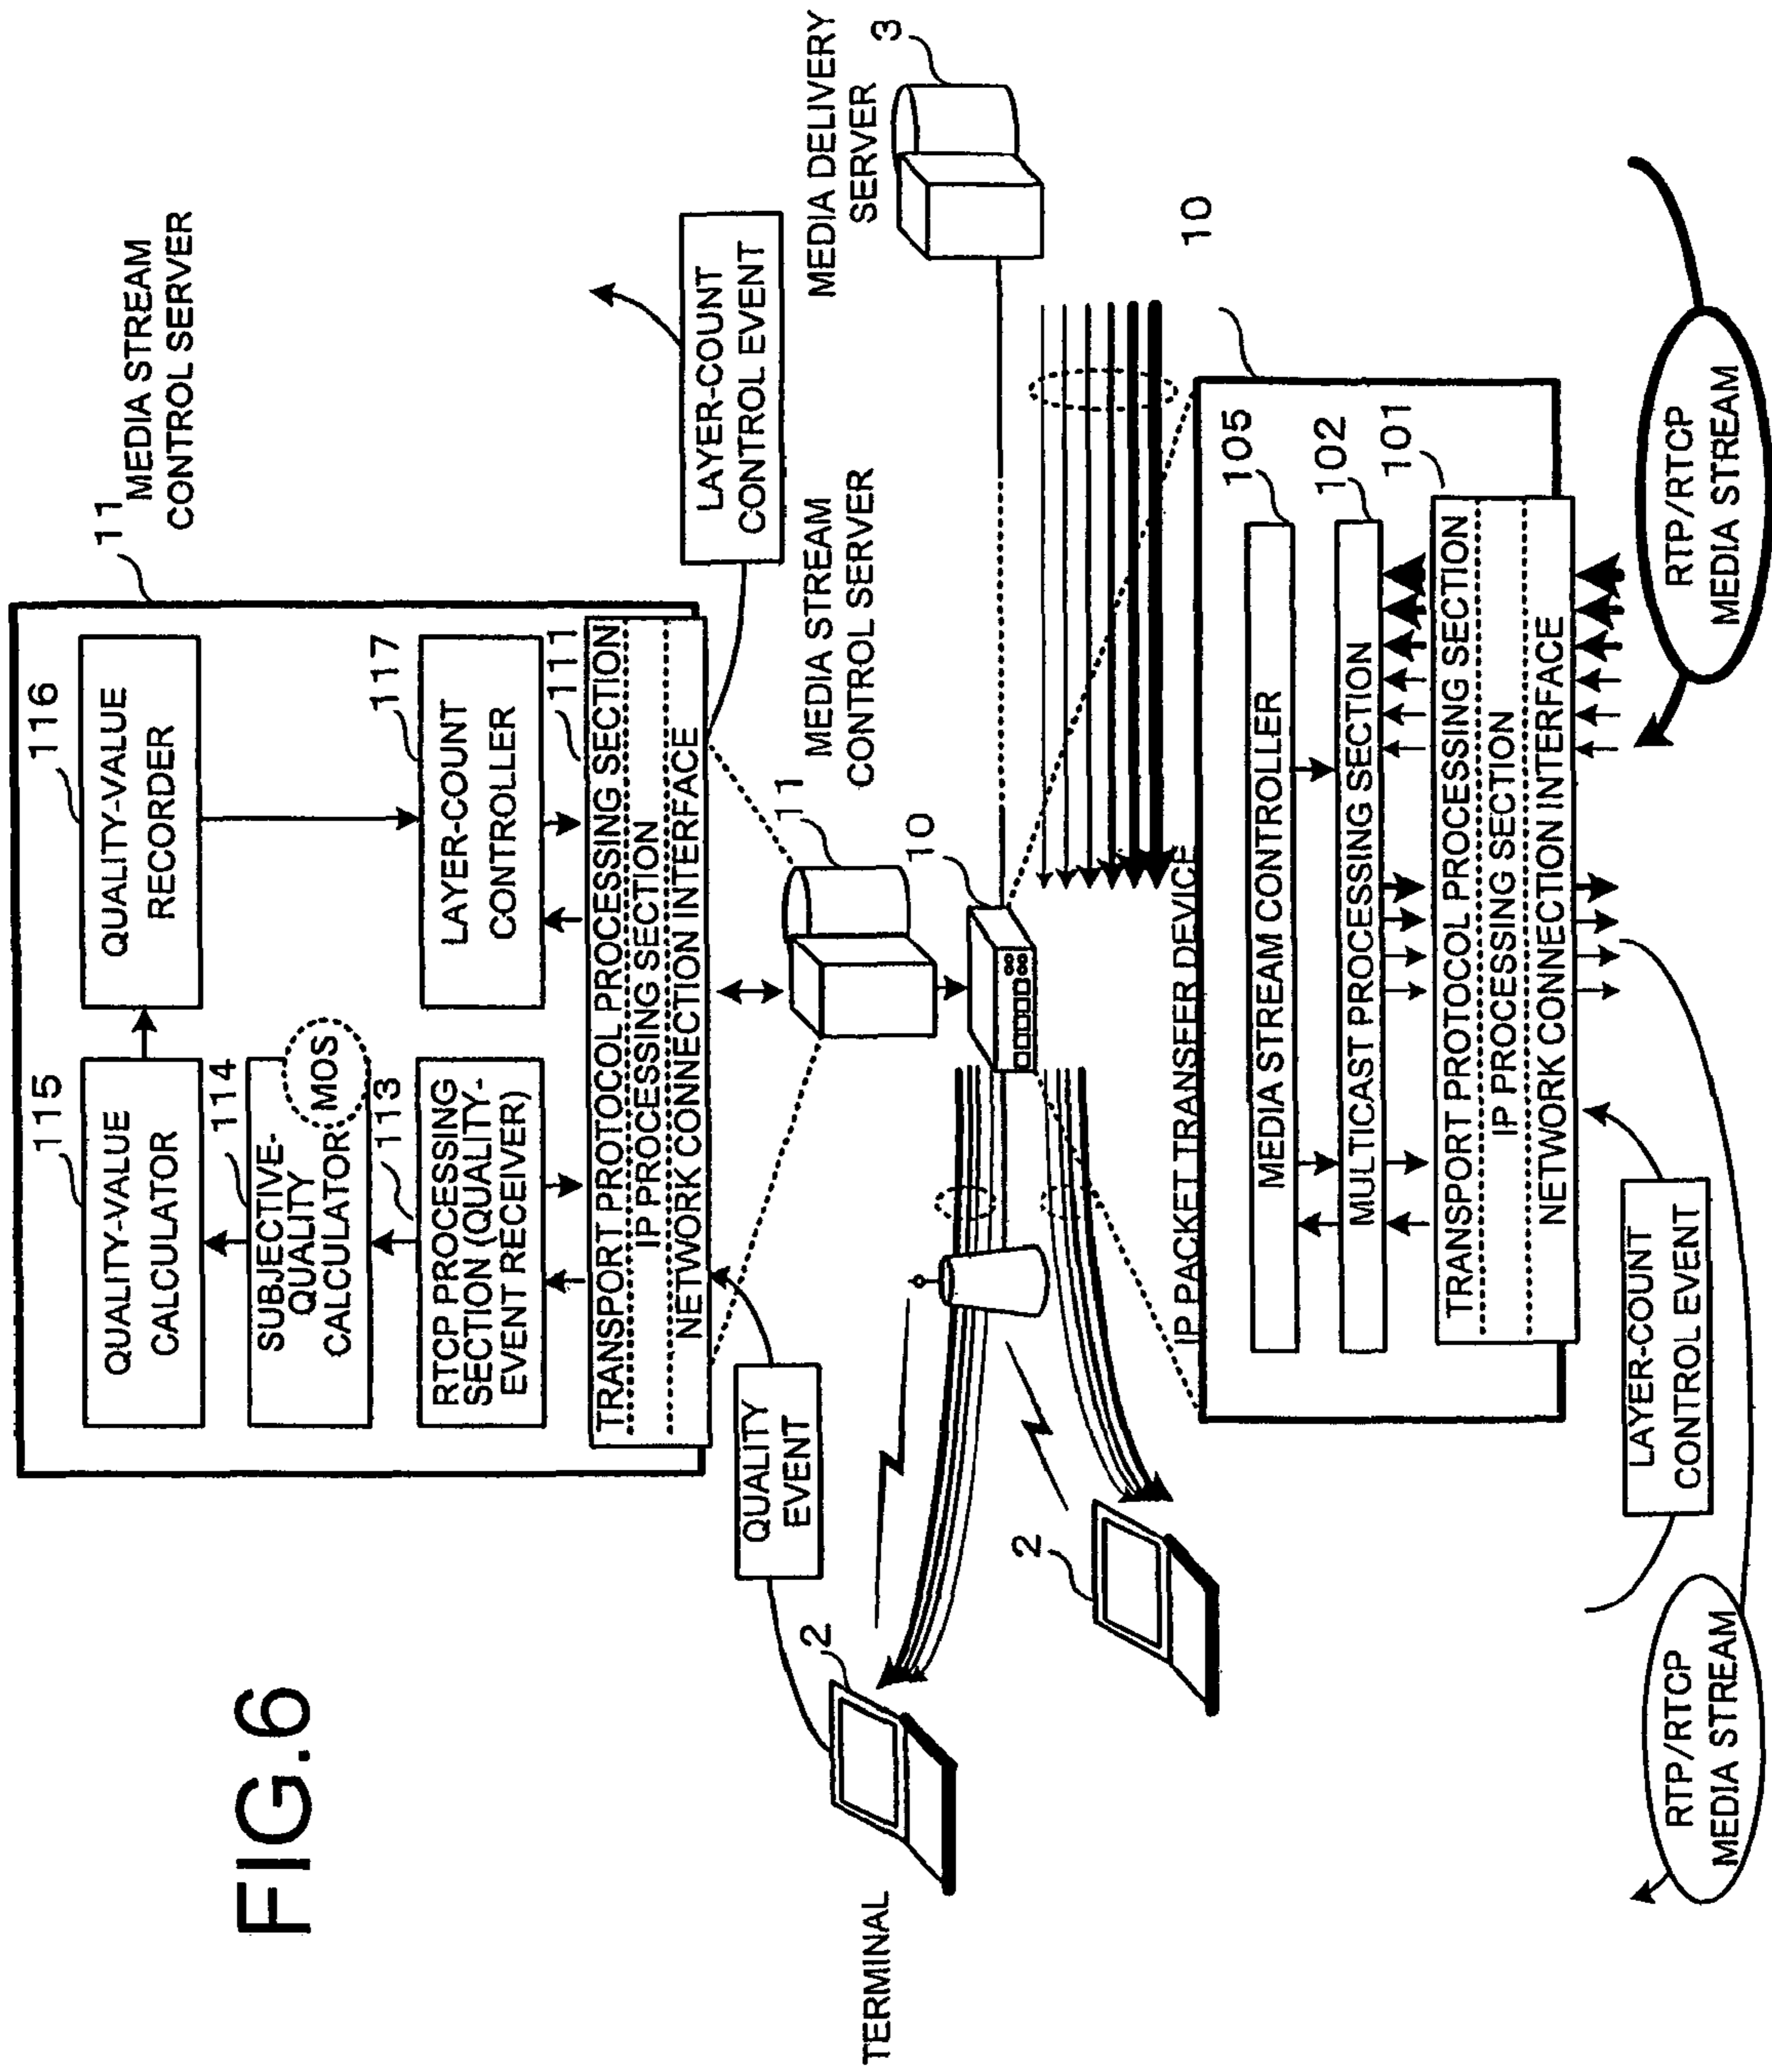 FIG.6
11
MEDIA STREAM
CONTROL SERVER
115
QUALITY-VALUE
CALCULATOR
116
QUALITY-VALUE
RECORDER
114
SUBJECTIVE-
QUALITY
CALCULATOR
MOS
117
LAYER-COUNT
CONTROLLER
113
RTCP PROCESSING
SECTION (QUALITY-
EVENT RECEIVER)
111
TRANSPORT PROTOCOL PROCESSING SECTION
IP PROCESSING SECTION
NETWORK CONNECTION INTERFACE
QUALITY
EVENT
LAYER-COUNT
CONTROL EVENT
11
MEDIA STREAM
CONTROL SERVER
MEDIA DELIVERY
SERVER
3
10
2
TERMINAL
2
IP PACKET TRANSFER DEVICE
10
105
MEDIA STREAM CONTROLLER
102
MULTICAST PROCESSING SECTION
101
TRANSPORT PROTOCOL PROCESSING SECTION
IP PROCESSING SECTION
NETWORK CONNECTION INTERFACE
LAYER-COUNT
CONTROL EVENT
RTP/RTCP
MEDIA STREAM
RTP/RTCP
MEDIA STREAM